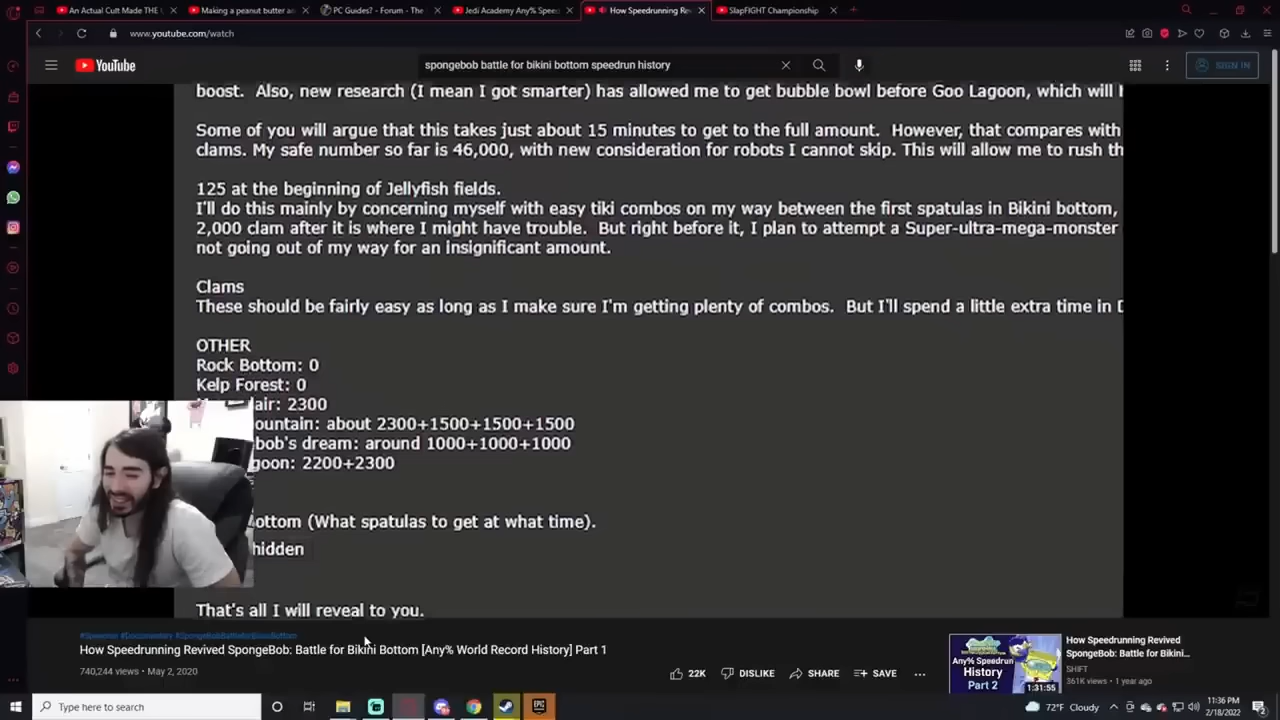 An Actual Cult Made THE
Making a peanut butter a
PC Guides? - Forum - The
Jedi Academy Any% Spee
How Speedrunning Re
SlapFIGHT Championship
www.youtube.com/watch
YouTube
spongebob battle for bikini bottom speedrun history
SIGN IN
boost. Also, new research (I mean I got smarter) has allowed me to get bubble bowl before Goo Lagoon, which will
Some of you will argue that this takes just about 15 minutes to get to the full amount. However, that compares with
clams. My safe number so far is 46,000, with new consideration for robots I cannot skip. This will allow me to rush th
125 at the beginning of Jellyfish fields.
I'll do this mainly by concerning myself with easy tiki combos on my way between the first spatulas in Bikini bottom,
2,000 clam after it is where I might have trouble. But right before it, I plan to attempt a Super-ultra-mega-monster
not going out of my way for an insignificant amount.
Clams
These should be fairly easy as long as I make sure I'm getting plenty of combos. But I'll spend a little extra time in D
OTHER
Rock Bottom: 0
Kelp Forest: 0
air: 2300
ountain: about 2300+1500+1500+1500
bob's dream: around 1000+1000+1000
goon: 2200+2300
ottom (What spatulas to get at what time).
hidden
That's all I will reveal to you.
#Speedrun #Documentary #SpongeBobBattleforBikiniBottom
How Speedrunning Revived SpongeBob: Battle for Bikini Bottom [Any% World Record History] Part 1
740,244 views • May 2, 2020
22K
DISLIKE
SHARE
SAVE
Any% Speedrun
History
Part 2
1:31:55
How Speedrunning Revived
SpongeBob: Battle for Bikini...
SHIFT
361K views • 1 year ago
Type here to search
72°F Cloudy
11:36 PM
2/18/2022
2